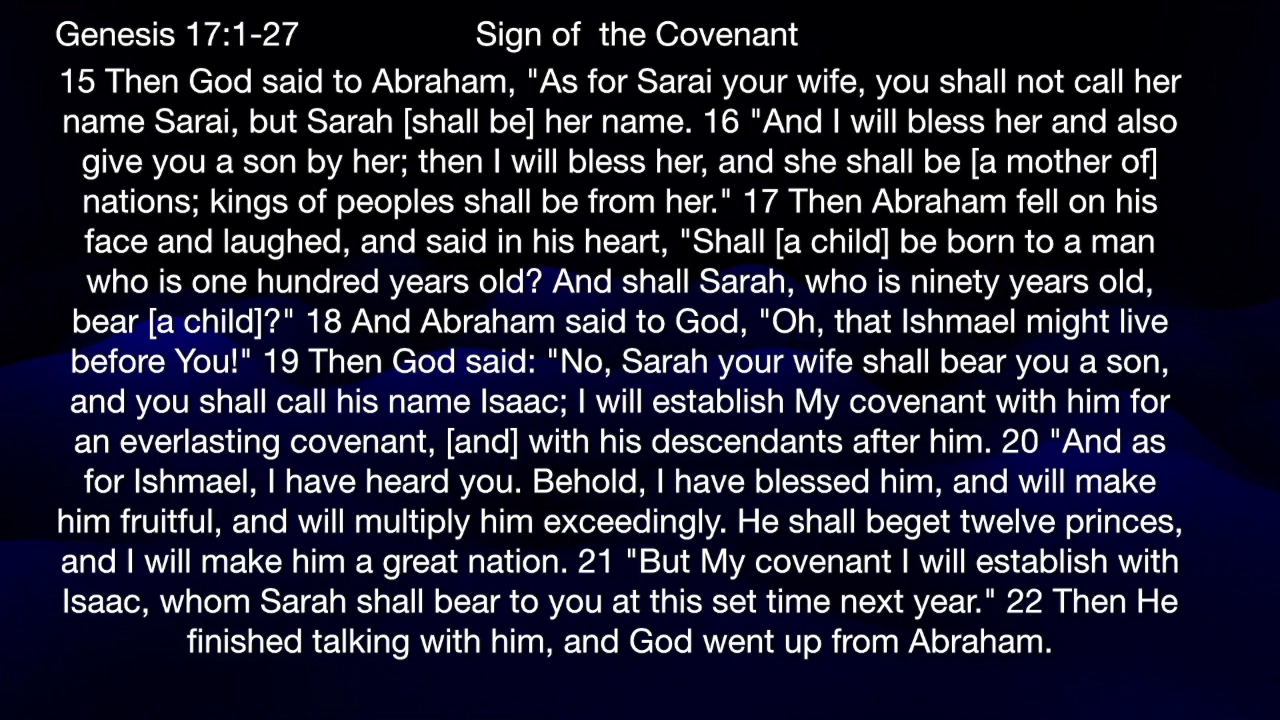 Genesis 17:1-27 Sign of the Covenant
15 Then God said to Abraham, "As for Sarai your wife, you shall not call her
name Sarai, but Sarah [shall be] her name. 16 "And I will bless her and also
give you a son by her; then I will bless her, and she shall be [a mother of]
nations; kings of peoples shall be from her." 17 Then Abraham fell on his
face and laughed, and said in his heart, "Shall [a child] be born to a man
who is one hundred years old? And shall Sarah, who is ninety years old,
bear [a child]?" 18 And Abraham said to God, "Oh, that Ishmael might live
before You!" 19 Then God said: "No, Sarah your wife shall bear you a son,
and you shall call his name Isaac; I will establish My covenant with him for
an everlasting covenant, [and] with his descendants after him. 20 "And as
for Ishmael, I have heard you. Behold, I have blessed him, and will make
him fruitful, and will multiply him exceedingly. He shall beget twelve princes,
and I will make him a great nation. 21 "But My covenant I will establish with
Isaac, whom Sarah shall bear to you at this set time next year." 22 Then He
finished talking with him, and God went up from Abraham.